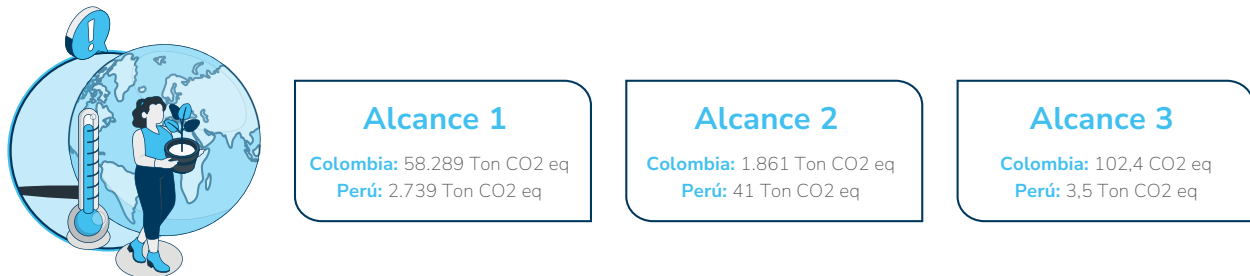 Alcance 1
Colombia: 58.289 Ton CO2 eq
Perú: 2.739 Ton CO2 eq
Alcance 2
Colombia: 1.861 Ton CO2 eq
Perú: 41 Ton CO2 eq
Alcance 3
Colombia: 102,4 CO2 eq
Perú: 3,5 Ton CO2 eq